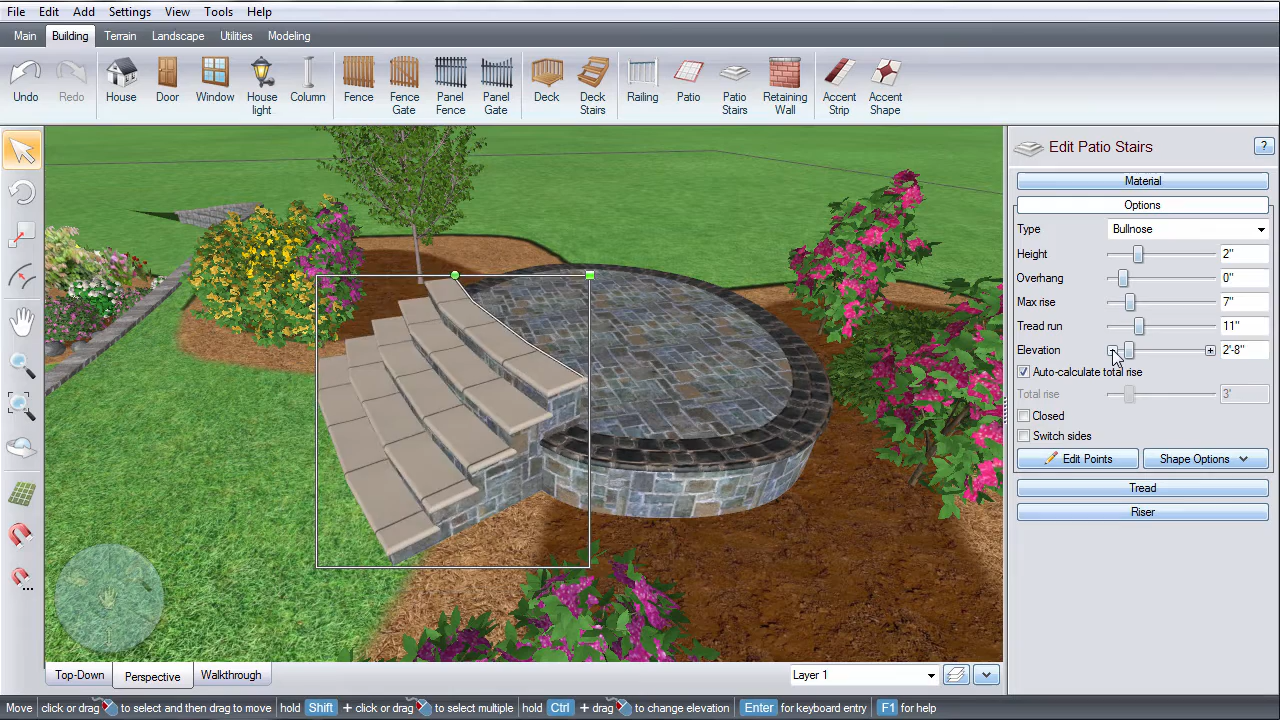 File Edit Add Settings View Tools Help
Main Building Terrain Landscape Utilities Modeling
Undo Redo House Door Window House light Column Fence Fence Gate Panel Fence Panel Gate Deck Deck Stairs Railing Patio Patio Stairs Retaining Wall Accent Strip Accent Shape
Edit Patio Stairs ?
Material
Options
Type Bullnose
Height 2"
Overhang 0"
Max rise 7"
Tread run 11"
Elevation 2'-8"
Auto-calculate total rise
Total rise 3'
Closed
Switch sides
Edit Points Shape Options
Tread
Riser
Top-Down Perspective Walkthrough Layer 1
Move click or drag to select and then drag to move hold Shift + click or drag to select multiple hold Ctrl + drag to change elevation Enter for keyboard entry F1 for help